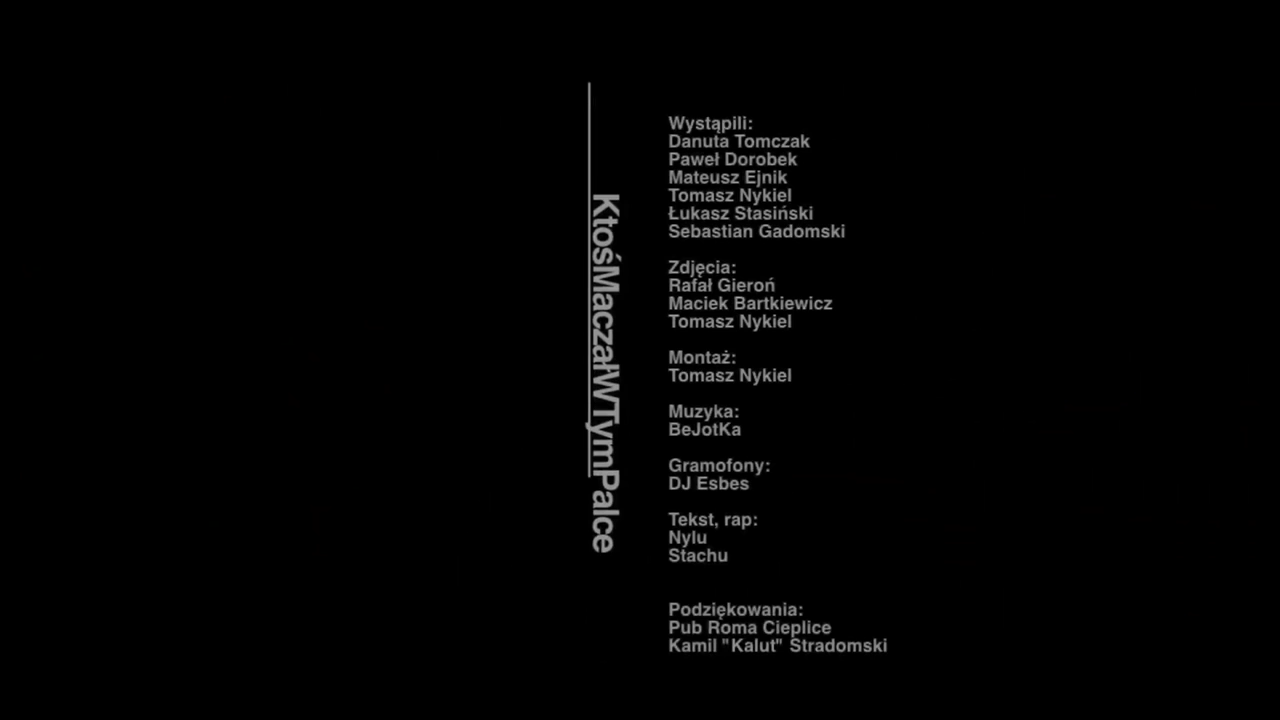 KtośMaczałWTymPalce
Wystąpili:
Danuta Tomczak
Paweł Dorobek
Mateusz Ejnik
Tomasz Nykiel
Łukasz Stasiński
Sebastian Gadomski
Zdjęcia:
Rafał Gieroń
Maciek Bartkiewicz
Tomasz Nykiel
Montaż:
Tomasz Nykiel
Muzyka:
BeJotKa
Gramofony:
DJ Esbes
Tekst, rap:
Nylu
Stachu
Podziękowania:
Pub Roma Cieplice
Kamil "Kalut" Stradomski